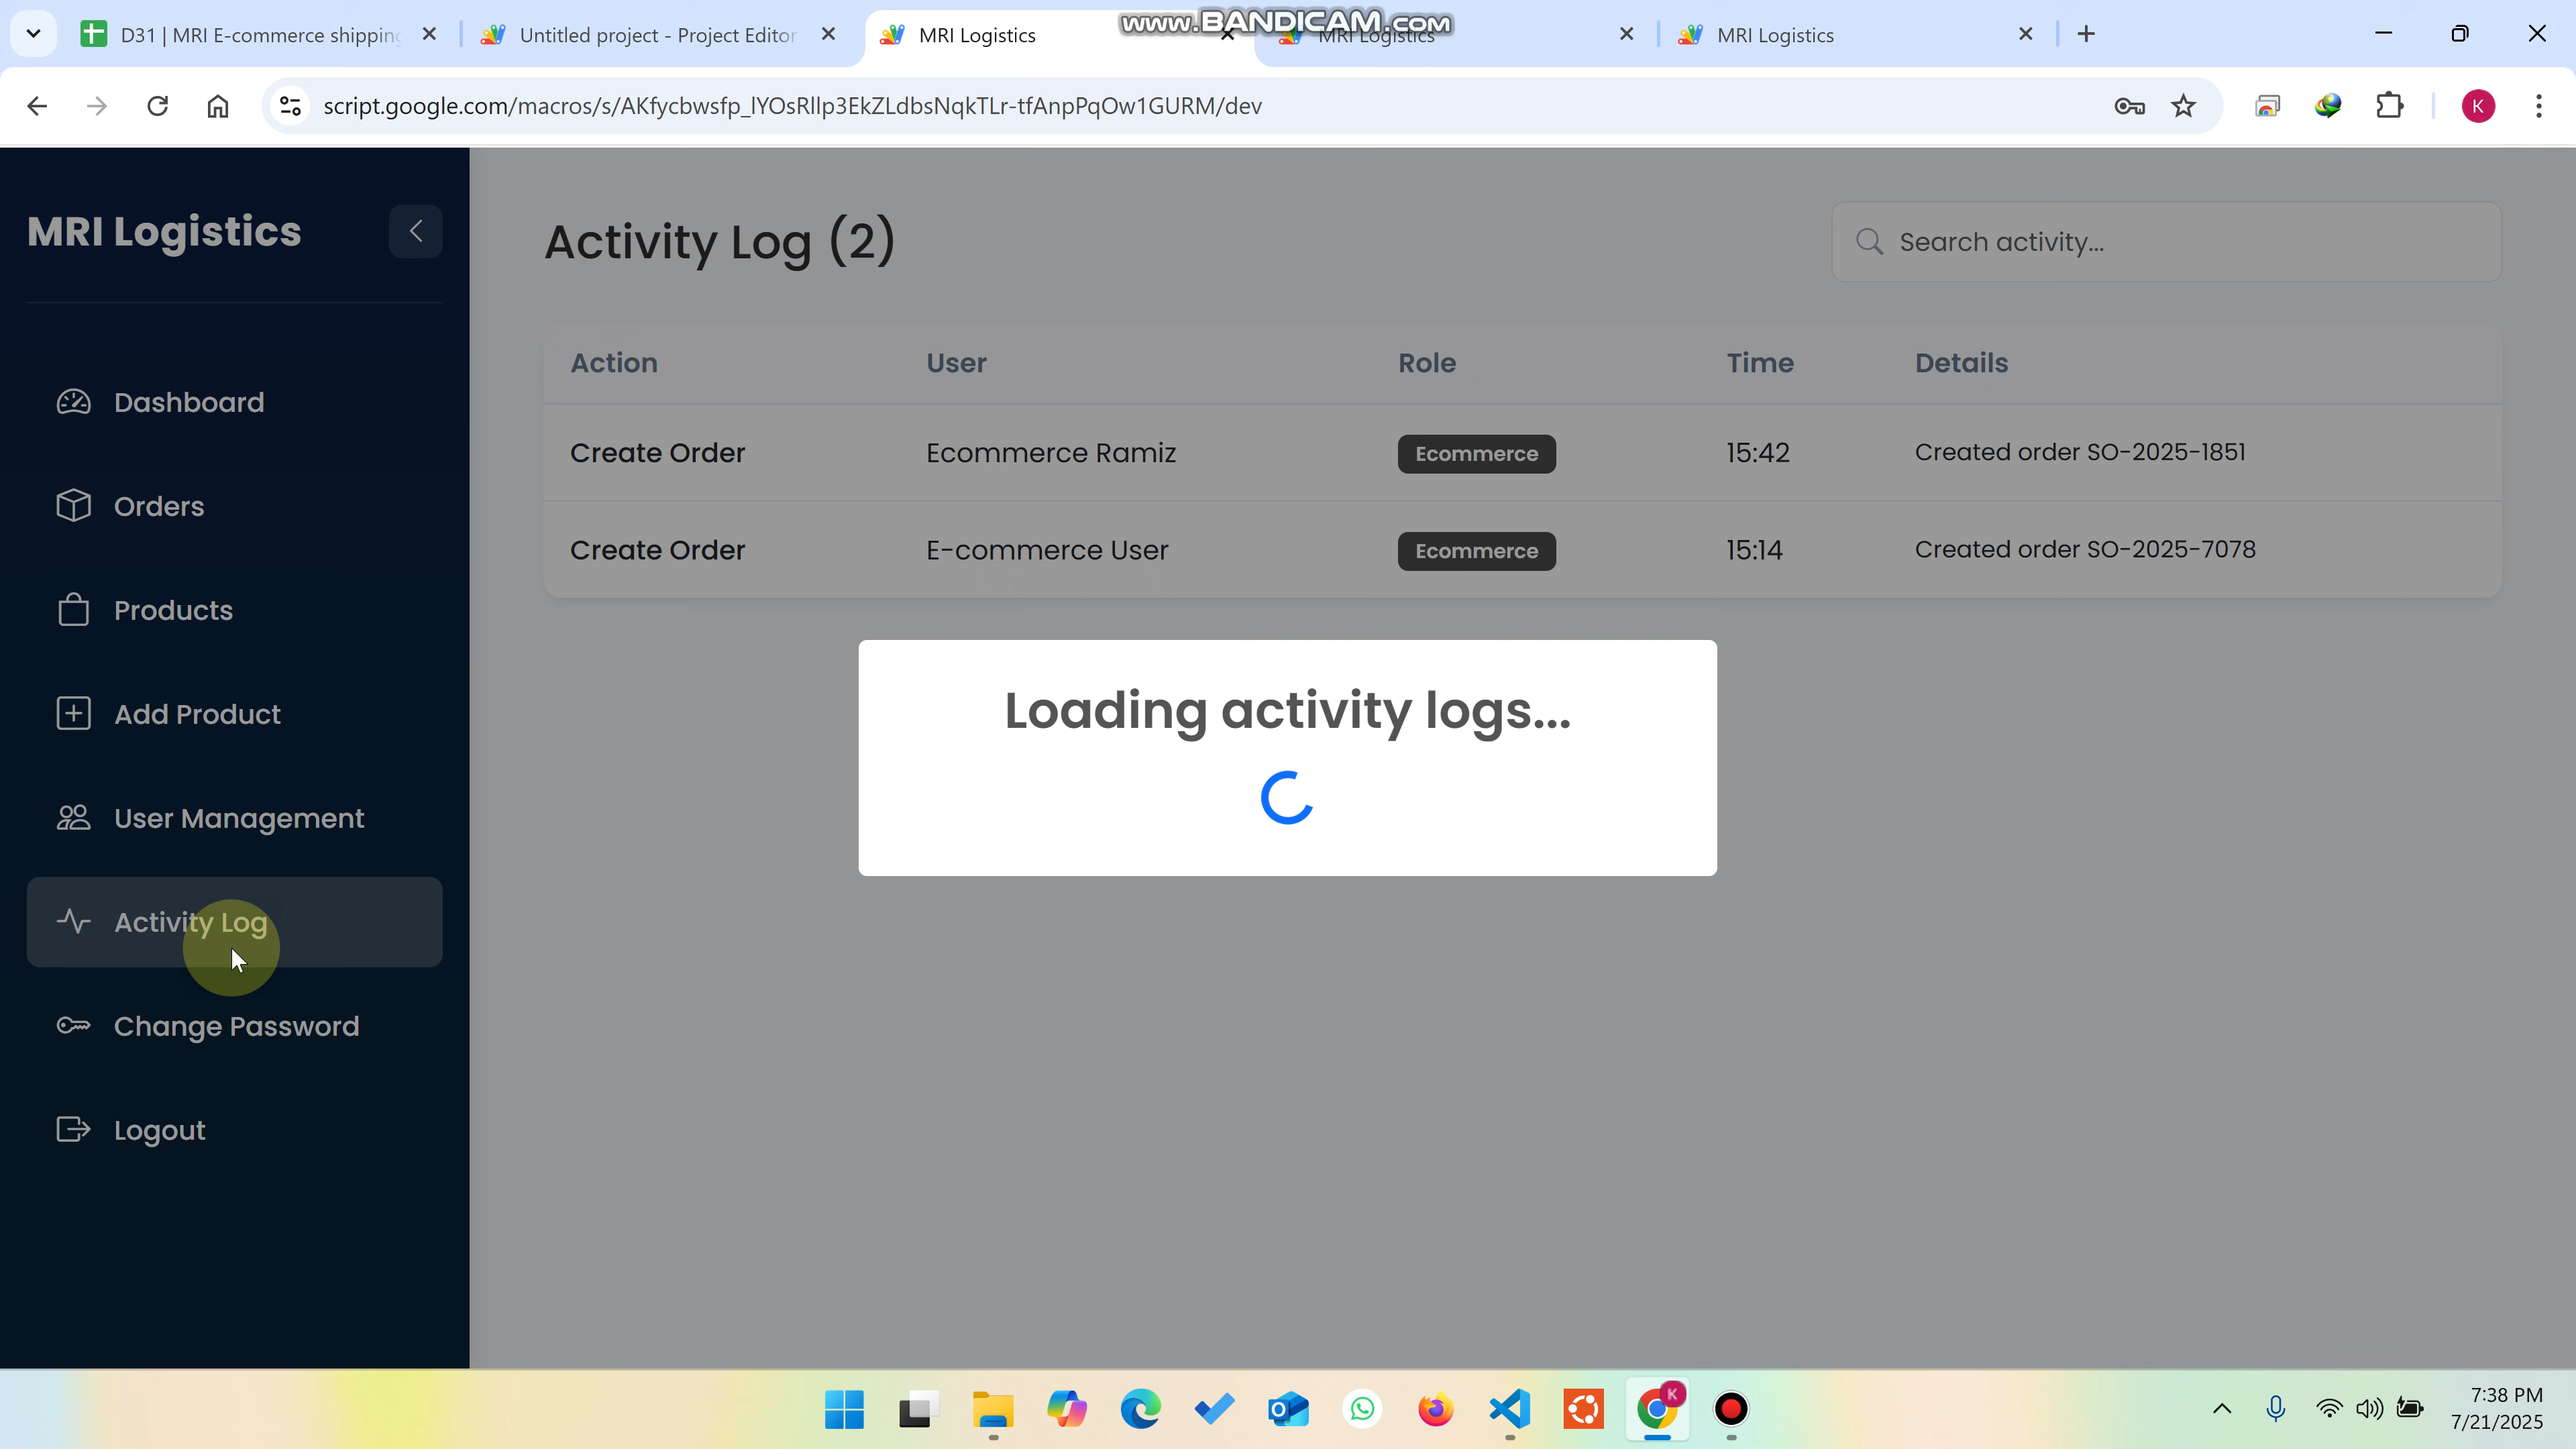 D31 | MRI E-commerce shipping
Untitled project - Project Editor
MRI Logistics
MRI Logistics
MRI Logistics
www.BANDICAM.com
script.google.com/macros/s/AKfycbwsfp_lYOsRllp3EkZLdbsNqkTLr-tfAnpPqOw1GURM/dev
K
MRI Logistics
Dashboard
Orders
Products
Add Product
User Management
Activity Log
Change Password
Logout
Activity Log (2)
Search activity...
Action User Role Time Details
Create Order Ecommerce Ramiz Ecommerce 15:42 Created order SO-2025-1851
Create Order E-commerce User Ecommerce 15:14 Created order SO-2025-7078
Loading activity logs...
K
7:38 PM
7/21/2025